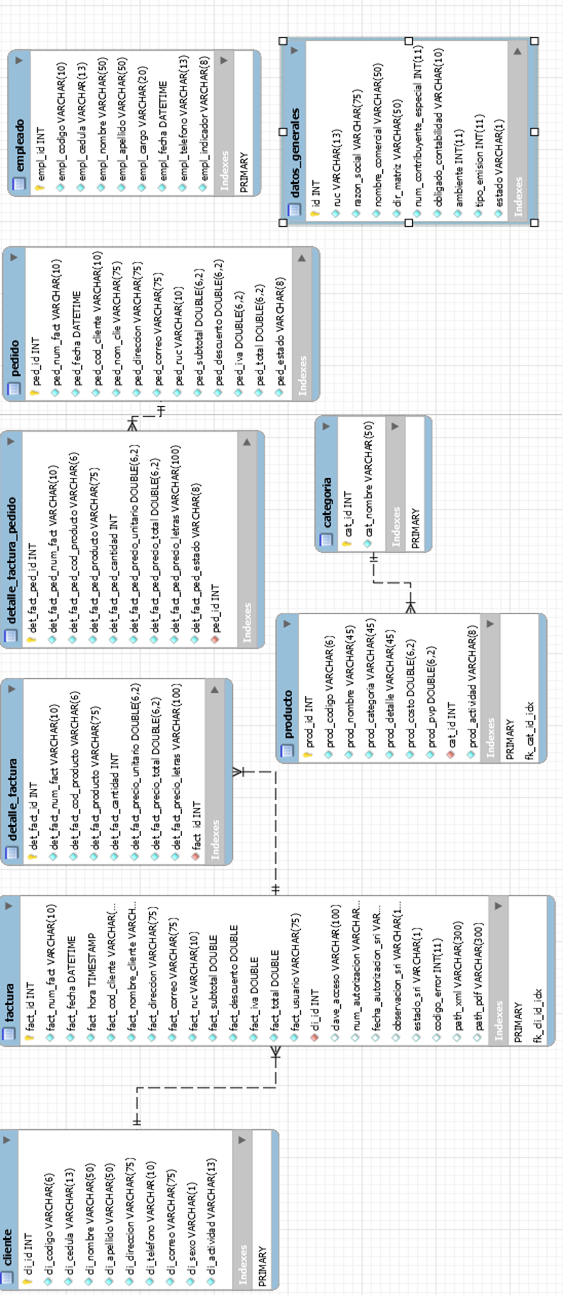 cliente
cli_id INT
cli_codigo VARCHAR(6)
cli_cedula VARCHAR(13)
cli_nombre VARCHAR(50)
cli_apellido VARCHAR(50)
cli_direccion VARCHAR(75)
cli_telefono VARCHAR(10)
cli_correo VARCHAR(75)
cli_sexo VARCHAR(1)
cli_actividad VARCHAR(13)
Indexes
PRIMARY
factura
fact_id INT
fact_num_fact VARCHAR(10)
fact_fecha DATETIME
fact_hora TIMESTAMP
fact_cod_cliente VARCHAR(...
fact_nombre_cliente VARCH...
fact_direccion VARCHAR(75)
fact_correo VARCHAR(75)
fact_ruc VARCHAR(10)
fact_subtotal DOUBLE
fact_descuento DOUBLE
fact_iva DOUBLE
fact_total DOUBLE
fact_usuario VARCHAR(75)
cli_id INT
clave_acceso VARCHAR(100)
num_autorizacion VARCHAR...
fecha_autorizacion_sri VAR...
observacion_sri VARCHAR(1...
estado_sri VARCHAR(1)
codigo_error INT(11)
path_xml VARCHAR(300)
path_pdf VARCHAR(300)
Indexes
PRIMARY
fk_cli_id_idx
detalle_factura
det_fact_id INT
det_fact_num_fact VARCHAR(10)
det_fact_cod_producto VARCHAR(6)
det_fact_producto VARCHAR(75)
det_fact_cantidad INT
det_fact_precio_unitario DOUBLE(6,2)
det_fact_precio_total DOUBLE(6,2)
det_fact_precio_letras VARCHAR(100)
fact_id INT
Indexes
detalle_factura_pedido
det_fact_ped_id INT
det_fact_ped_num_fact VARCHAR(10)
det_fact_ped_cod_producto VARCHAR(6)
det_fact_ped_producto VARCHAR(75)
det_fact_ped_cantidad INT
det_fact_ped_precio_unitario DOUBLE(6,2)
det_fact_ped_precio_total DOUBLE(6,2)
det_fact_ped_precio_letras VARCHAR(100)
det_fact_ped_estado VARCHAR(8)
ped_id INT
Indexes
pedido
ped_id INT
ped_num_fact VARCHAR(10)
ped_fecha DATETIME
ped_cod_cliente VARCHAR(10)
ped_nom_clie VARCHAR(75)
ped_direccion VARCHAR(75)
ped_correo VARCHAR(75)
ped_ruc VARCHAR(10)
ped_subtotal DOUBLE(6,2)
ped_descuento DOUBLE(6,2)
ped_iva DOUBLE(6,2)
ped_total DOUBLE(6,2)
ped_estado VARCHAR(8)
Indexes
empleado
empl_id INT
empl_codigo VARCHAR(10)
empl_cedula VARCHAR(13)
empl_nombre VARCHAR(50)
empl_apellido VARCHAR(50)
empl_cargo VARCHAR(20)
empl_fecha DATETIME
empl_telefono VARCHAR(13)
empl_indicador VARCHAR(8)
Indexes
PRIMARY
producto
prod_id INT
prod_codigo VARCHAR(6)
prod_nombre VARCHAR(45)
prod_categoria VARCHAR(45)
prod_detalle VARCHAR(45)
prod_costo DOUBLE(6,2)
prod_pvp DOUBLE(6,2)
cat_id INT
prod_actividad VARCHAR(8)
Indexes
PRIMARY
fk_cat_id_idx
categoria
cat_id INT
cat_nombre VARCHAR(50)
Indexes
PRIMARY
datos_generales
id INT
ruc VARCHAR(13)
razon_social VARCHAR(75)
nombre_comercial VARCHAR(50)
dir_matriz VARCHAR(50)
num_contribuyente_especial INT(11)
obligado_contabilidad VARCHAR(10)
ambiente INT(11)
tipo_emision INT(11)
estado VARCHAR(1)
Indexes